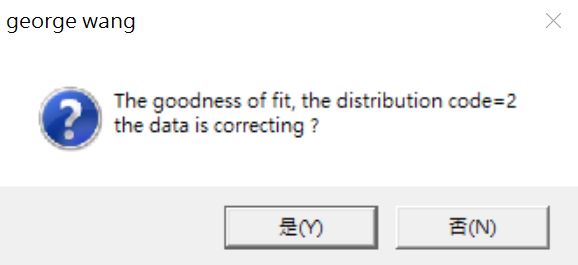 george wang
The goodness of fit, the distribution code=2
the data is correcting ?
是(Y)
否(N)